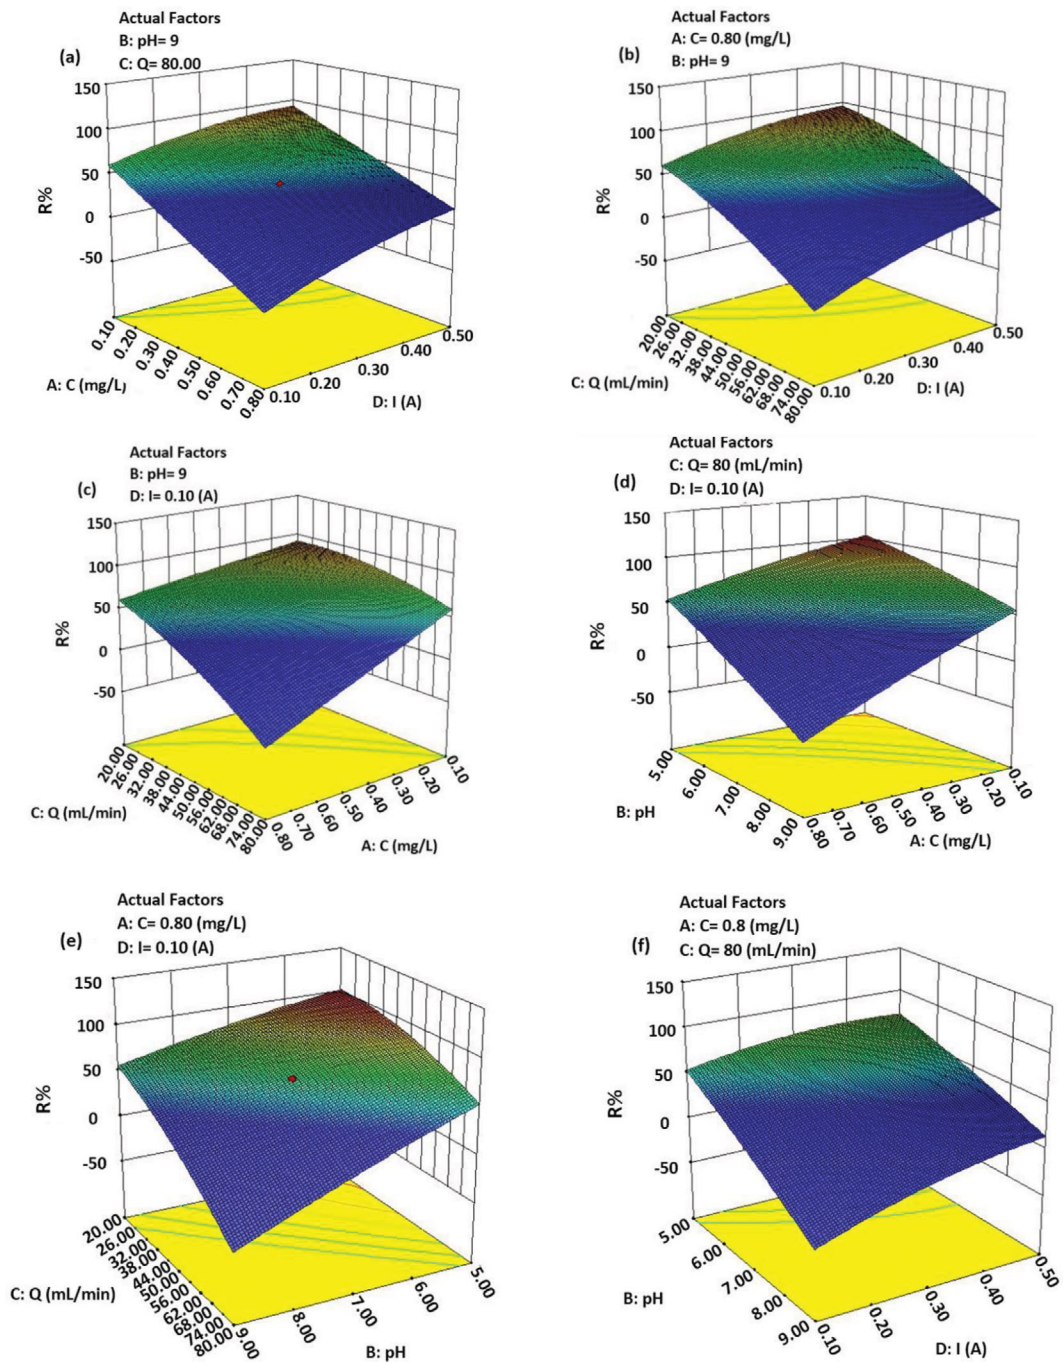 Actual Factors
B: pH= 9
C: Q= 80.00
(a)
150
100
50
0
-50
R%
0.10
0.20
0.30
0.40
0.50
0.60
0.70
0.80
A: C (mg/L)
0.10
0.20
0.30
0.40
0.50
D: I (A)
Actual Factors
A: C= 0.80 (mg/L)
B: pH= 9
(b)
150
100
50
0
-50
R%
20.00
26.00
32.00
38.00
44.00
50.00
56.00
62.00
68.00
74.00
80.00
C: Q (mL/min)
0.10
0.20
0.30
0.40
0.50
D: I (A)
Actual Factors
B: pH= 9
D: I= 0.10 (A)
(c)
150
100
50
0
-50
R%
20.00
26.00
32.00
38.00
44.00
50.00
56.00
62.00
68.00
74.00
80.00
C: Q (mL/min)
0.80
0.70
0.60
0.50
0.40
0.30
0.20
0.10
A: C (mg/L)
Actual Factors
C: Q= 80 (mL/min)
D: I= 0.10 (A)
(d)
150
100
50
0
-50
R%
5.00
6.00
7.00
8.00
9.00
B: pH
0.80
0.70
0.60
0.50
0.40
0.30
0.20
0.10
A: C (mg/L)
Actual Factors
A: C= 0.80 (mg/L)
D: I= 0.10 (A)
(e)
150
100
50
0
-50
R%
20.00
26.00
32.00
38.00
44.00
50.00
56.00
62.00
68.00
74.00
80.00
C: Q (mL/min)
9.00
8.00
7.00
6.00
5.00
B: pH
Actual Factors
A: C= 0.8 (mg/L)
C: Q= 80 (mL/min)
(f)
150
100
50
0
-50
R%
5.00
6.00
7.00
8.00
9.00
B: pH
0.10
0.20
0.30
0.40
0.50
D: I (A)